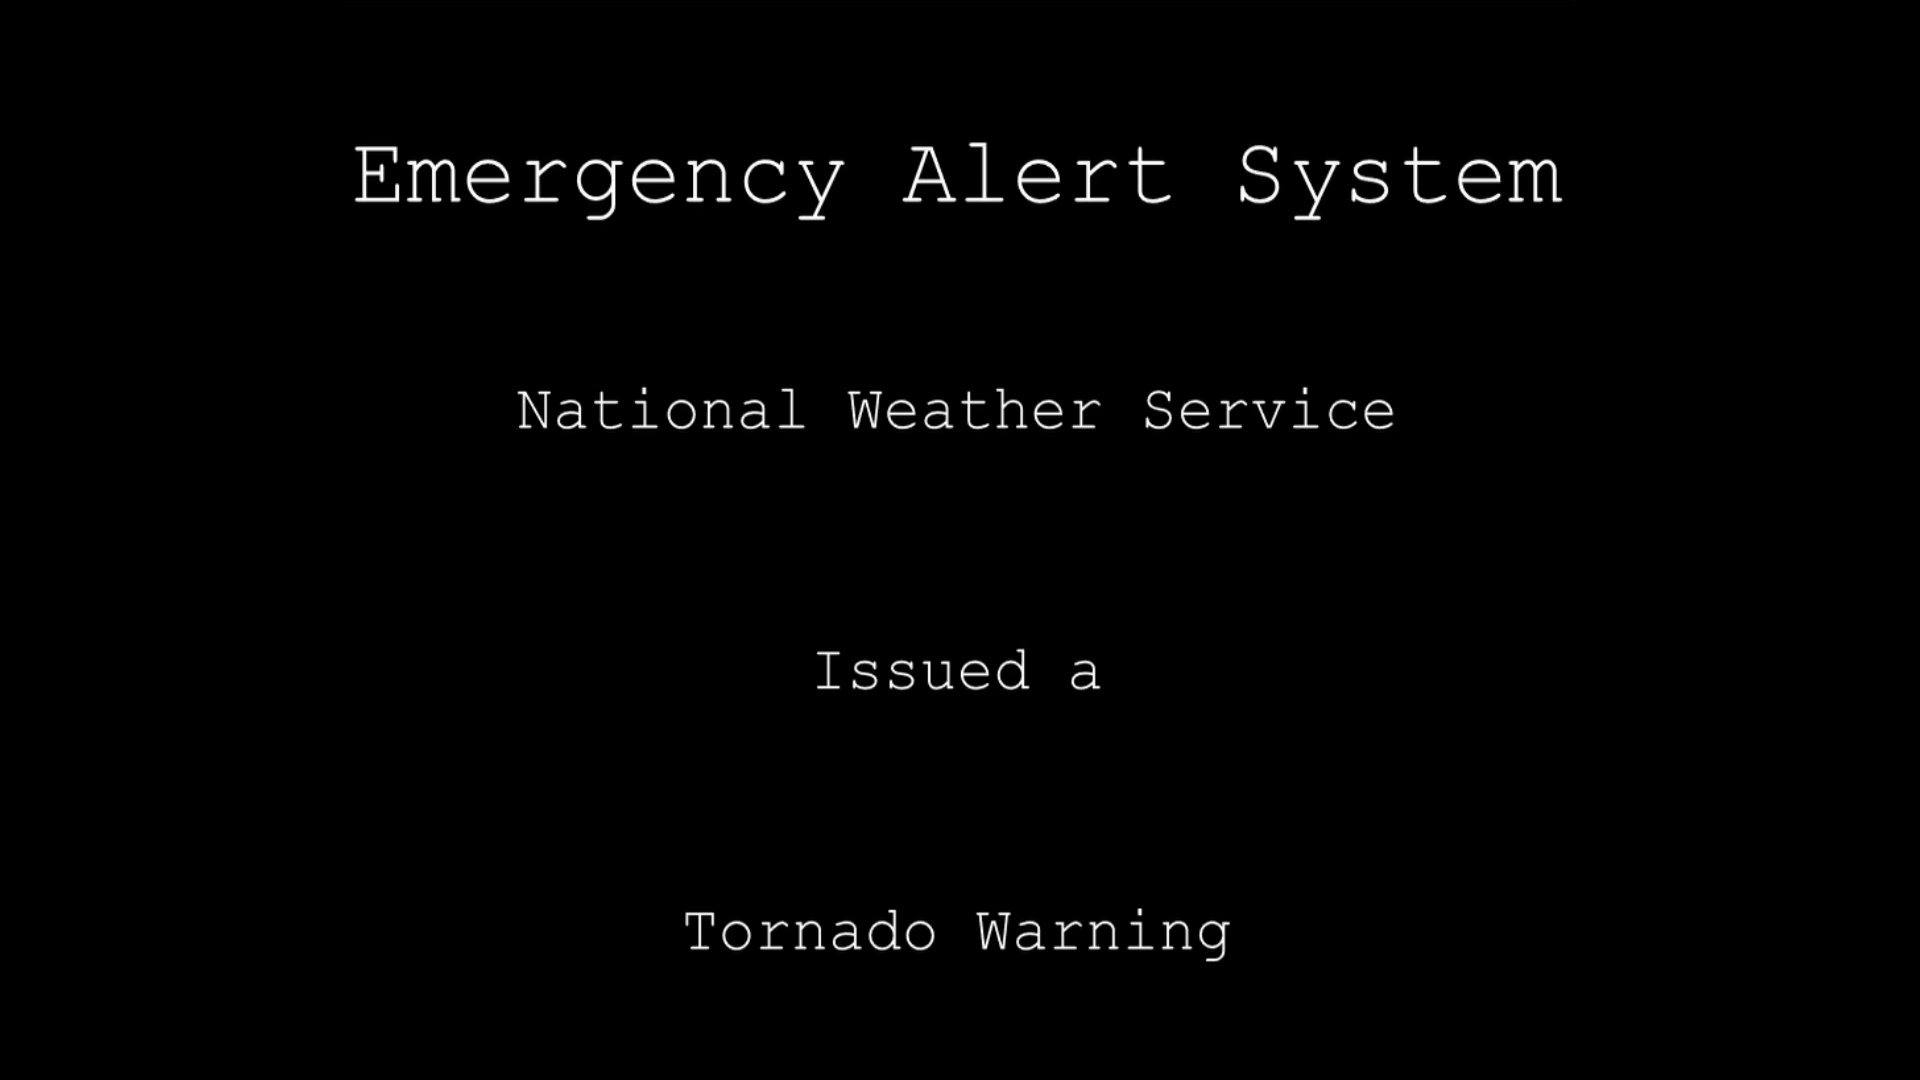 Emergency Alert System
National Weather Service
Issued a
Tornado Warning